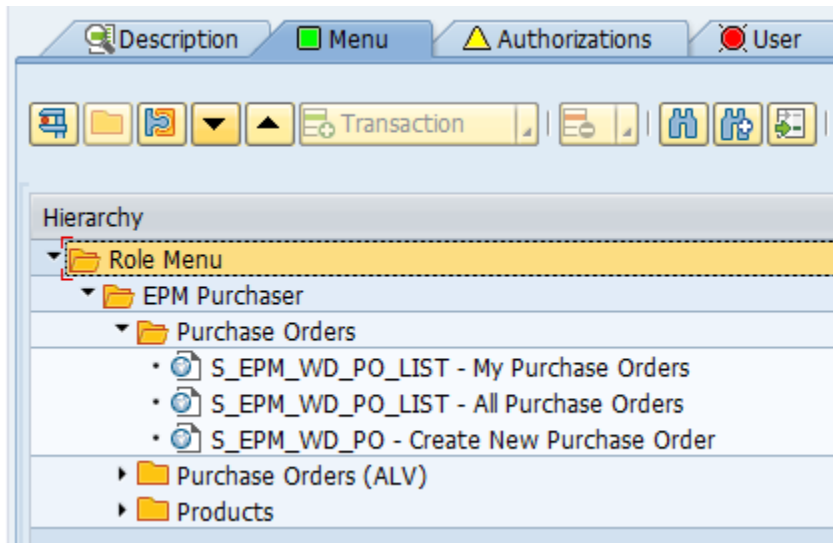 Description Menu Authorizations User
Transaction
Hierarchy
Role Menu
EPM Purchaser
Purchase Orders
S_EPM_WD_PO_LIST - My Purchase Orders
S_EPM_WD_PO_LIST - All Purchase Orders
S_EPM_WD_PO - Create New Purchase Order
Purchase Orders (ALV)
Products